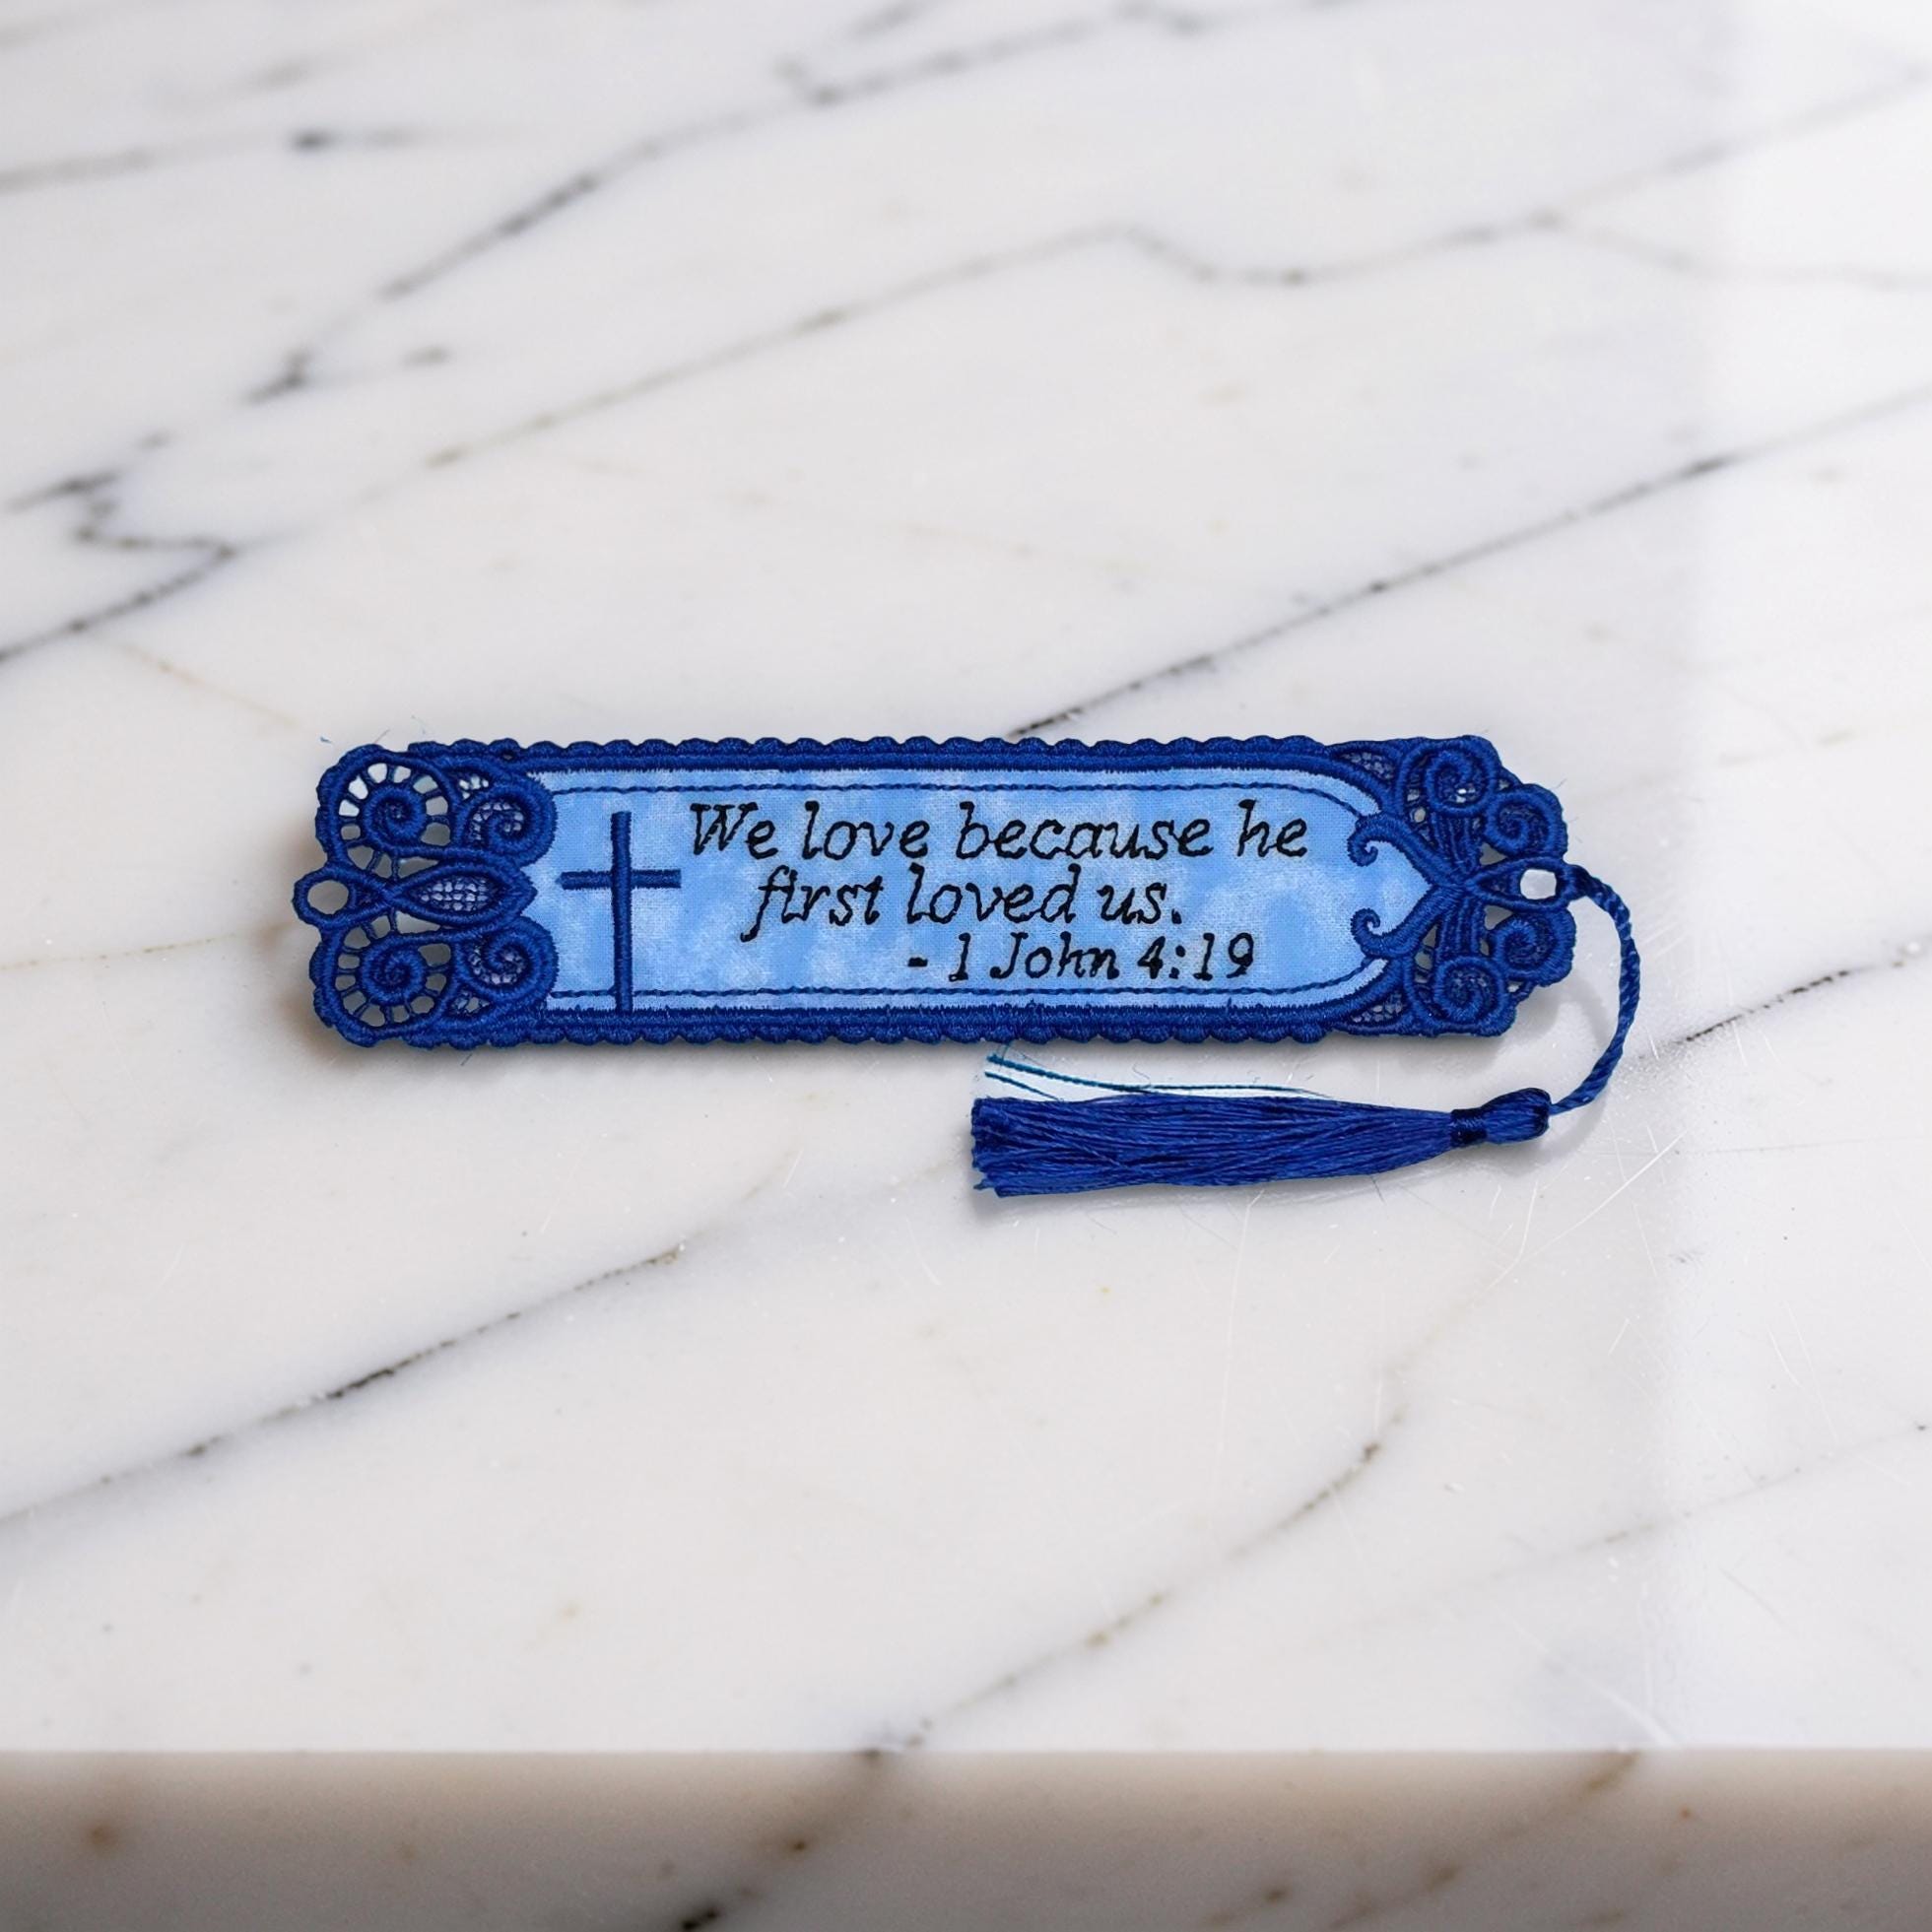 We love because he
first loved us.
- 1 John 4:19